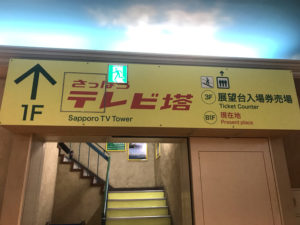 1F
さっぽろ
テレビ塔
Sapporo TV Tower
3F 展望台入場券売場
Ticket Counter
B1F 現在地
Present place